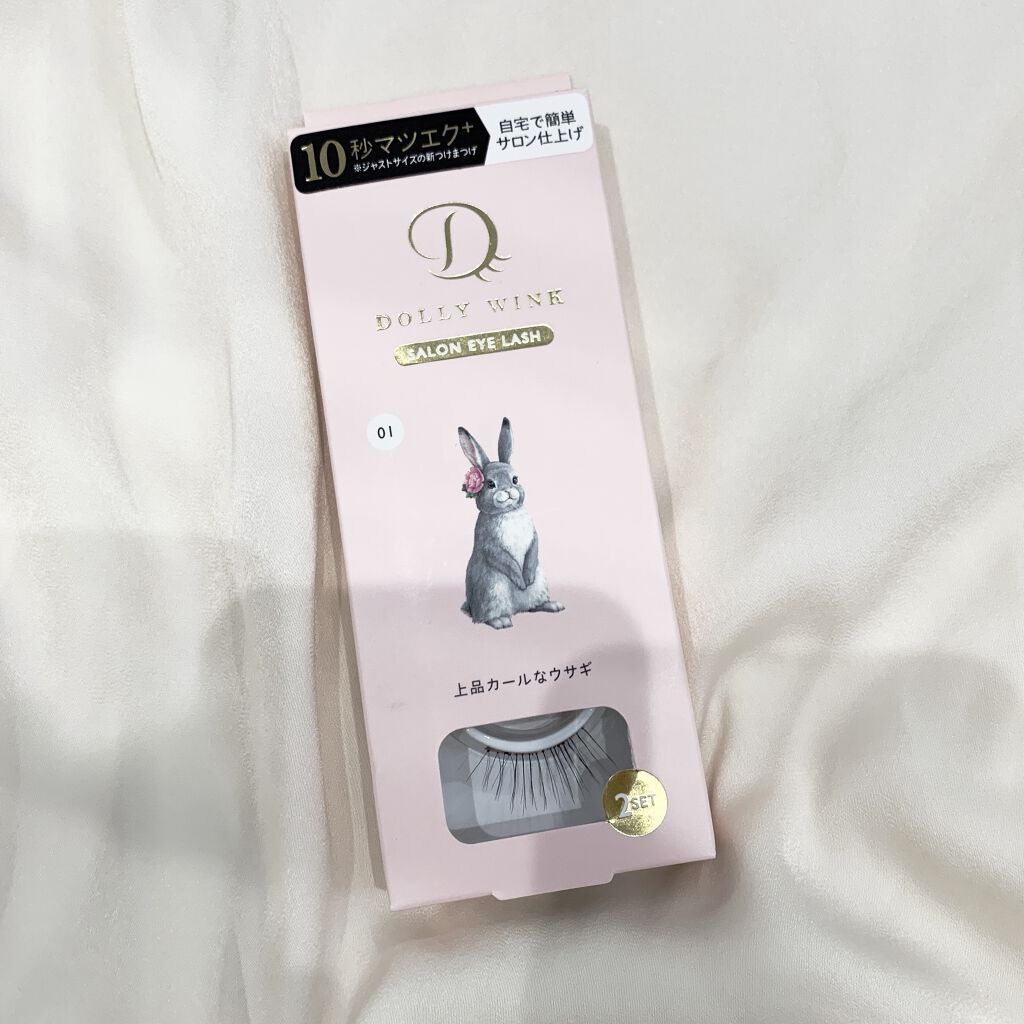 10秒マツエク+
※ジャストサイズの新つけまつげ
自宅で簡単
サロン仕上げ
D
DOLLY WINK
SALON EYE LASH
01
上品カールなウサギ
2SET